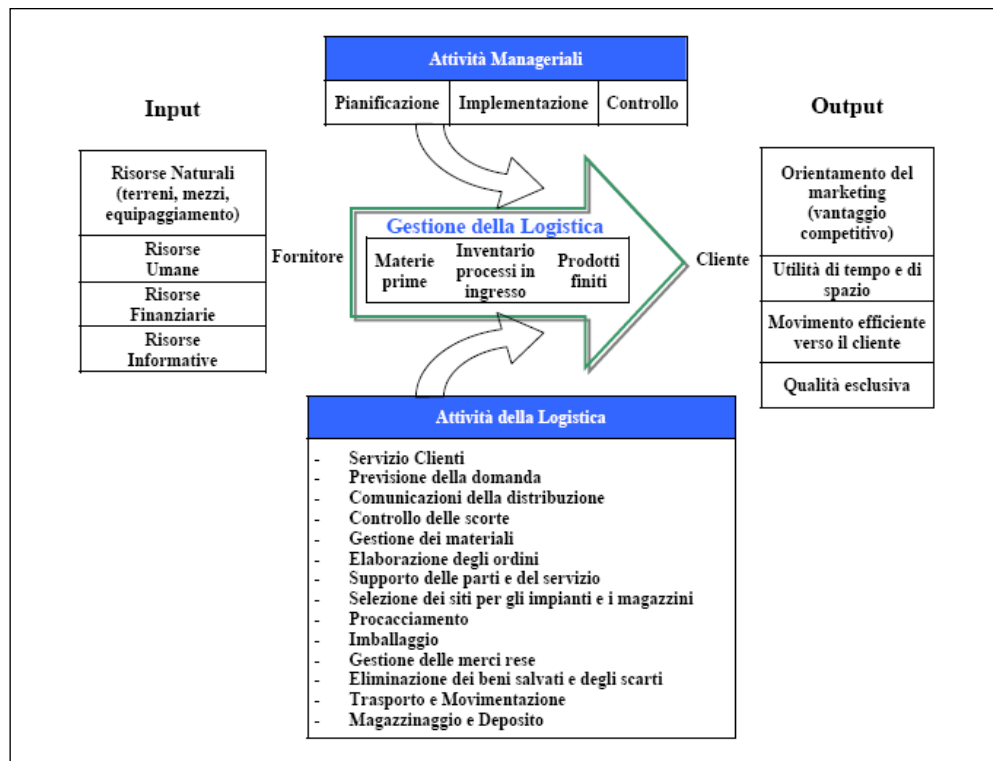 Attività Manageriali
Pianificazione Implementazione Controllo
Input
Output
Risorse Naturali
(terreni, mezzi,
equipaggiamento)
Risorse
Umane
Risorse
Finanziarie
Risorse
Informative
Fornitore
Gestione della Logistica
Materie
prime
Inventario
processi in
ingresso
Prodotti
finiti
Cliente
Orientamento del
marketing
(vantaggio
competitivo)
Utilità di tempo e di
spazio
Movimento efficiente
verso il cliente
Qualità esclusiva
Attività della Logistica
- Servizio Clienti
- Previsione della domanda
- Comunicazioni della distribuzione
- Controllo delle scorte
- Gestione dei materiali
- Elaborazione degli ordini
- Supporto delle parti e del servizio
- Selezione dei siti per gli impianti e i magazzini
- Procacciamento
- Imballaggio
- Gestione delle merci rese
- Eliminazione dei beni salvati e degli scarti
- Trasporto e Movimentazione
- Magazzinaggio e Deposito